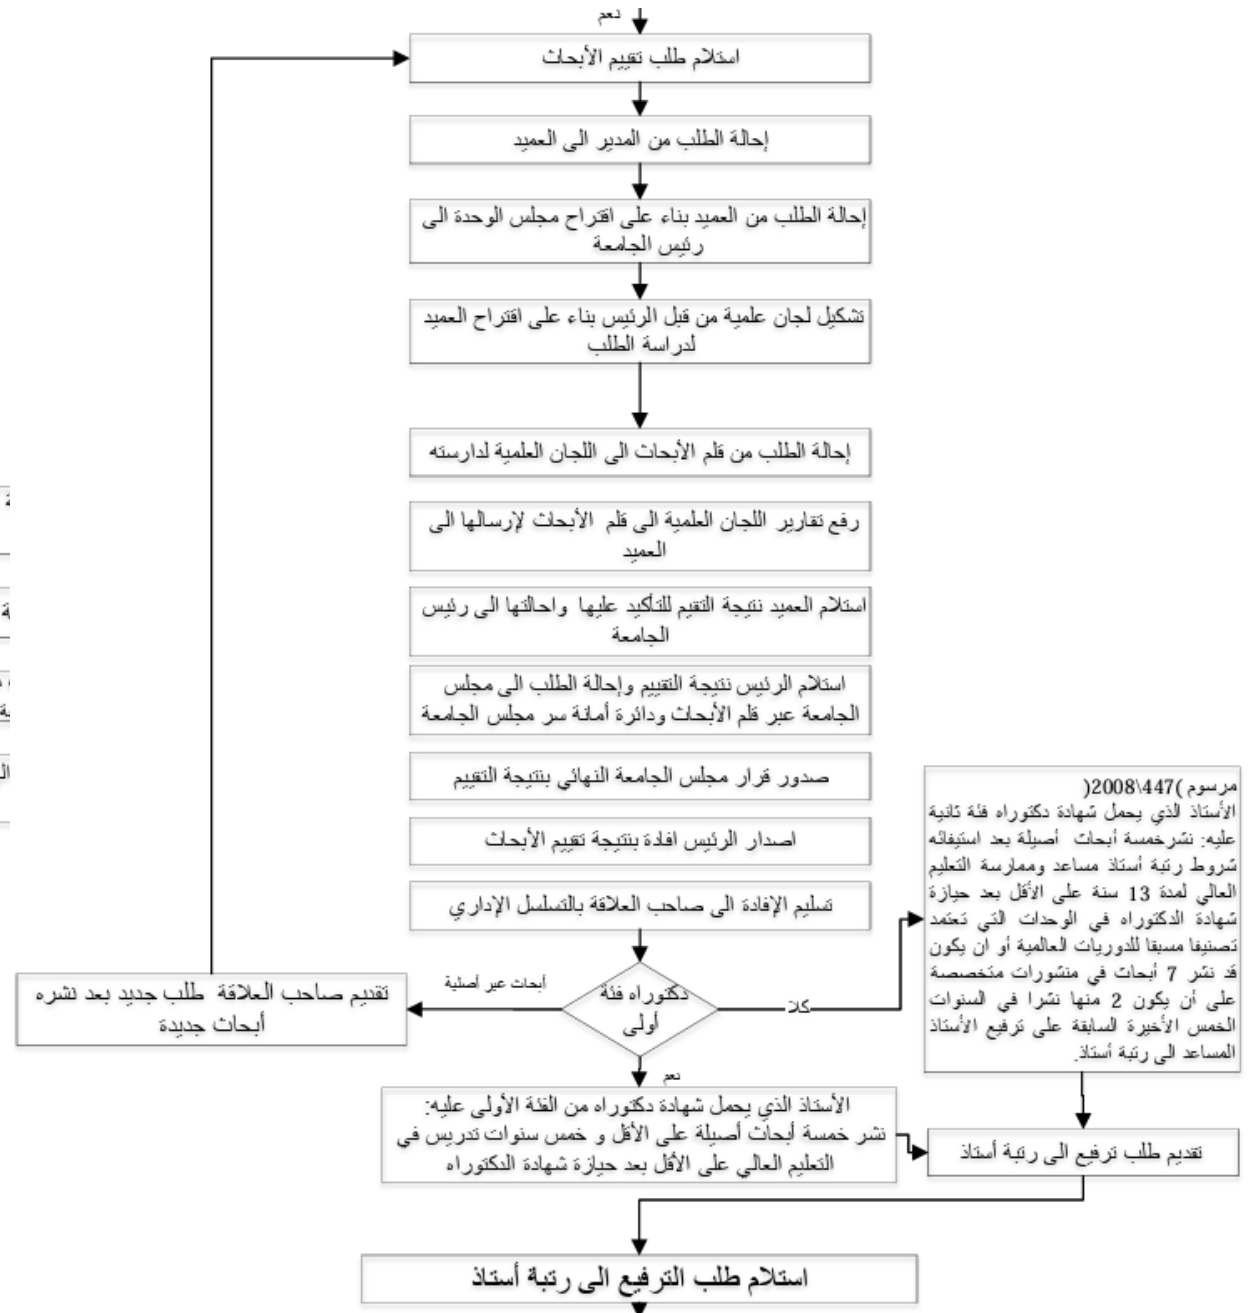 نعم
استلام طلب تقييم الأبحاث
إحالة الطلب من المدير الى العميد
إحالة الطلب من العميد بناء على اقتراح مجلس الوحدة الى
رئيس الجامعة
تشكيل لجان علمية من قبل الرئيس بناء على اقتراح العميد
لدراسة الطلب
إحالة الطلب من قلم الأبحاث الى اللجان العلمية لدارسته
رفع تقارير اللجان العلمية الى قلم الأبحاث لإرسالها الى
العميد
استلام العميد نتيجة التقيم للتأكيد عليها واحالتها الى رئيس
الجامعة
استلام الرئيس نتيجة التقييم وإحالة الطلب الى مجلس
الجامعة عبر قلم الأبحاث ودائرة أمانة سر مجلس الجامعة
صدور قرار مجلس الجامعة النهائي بنتيجة التقييم
اصدار الرئيس افادة بنتيجة تقييم الأبحاث
تسليم الإفادة الى صاحب العلاقة بالتسلسل الإداري
مرسوم )447\2008(
الأستاذ الذي يحمل شهادة دكتوراه فئة ثانية
عليه: نشرخمسة أبحاث أصيلة بعد استيفائه
شروط رتبة أستاذ مساعد وممارسة التعليم
العالي لمدة 13 سنة على الأقل بعد حيازة
شهادة الدكتوراه في الوحدات التي تعتمد
تصنيفا مسبقا للدوريات العالمية أو ان يكون
قد نشر 7 أبحاث في منشورات متخصصة
على أن يكون 2 منها نشرا في السنوات
الخمس الأخيرة السابقة على ترفيع الأستاذ
المساعد الى رتبة أستاذ.
دكتوراه فئة
أولى
كلا
أبحاث عير أصلية
تقديم صاحب العلاقة طلب جديد بعد نشره
أبحاث جديدة
نعم
الأستاذ الذي يحمل شهادة دكتوراه من الفئة الأولى عليه:
نشر خمسة أبحاث أصيلة على الأقل و خمس سنوات تدريس في
التعليم العالي على الأقل بعد حيازة شهادة الدكتوراه
تقديم طلب ترفيع الى رتبة أستاذ
استلام طلب الترفيع الى رتبة أستاذ